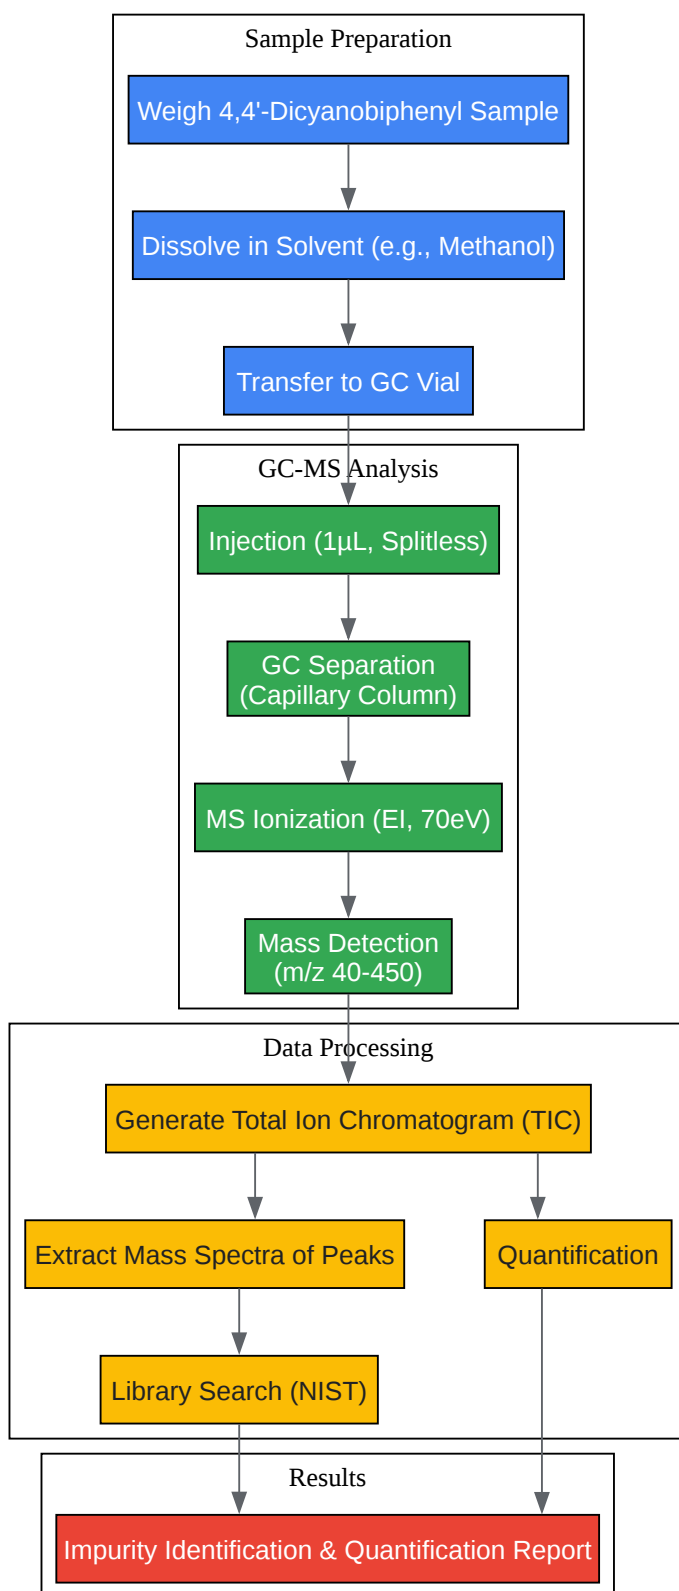 Sample Preparation
Weigh 4,4'-Dicyanobiphenyl Sample
Dissolve in Solvent (e.g., Methanol)
Transfer to GC Vial
GC-MS Analysis
Injection (1µL, Splitless)
GC Separation
(Capillary Column)
MS Ionization (EI, 70eV)
Mass Detection
(m/z 40-450)
Data Processing
Generate Total Ion Chromatogram (TIC)
Extract Mass Spectra of Peaks
Quantification
Library Search (NIST)
Results
Impurity Identification & Quantification Report